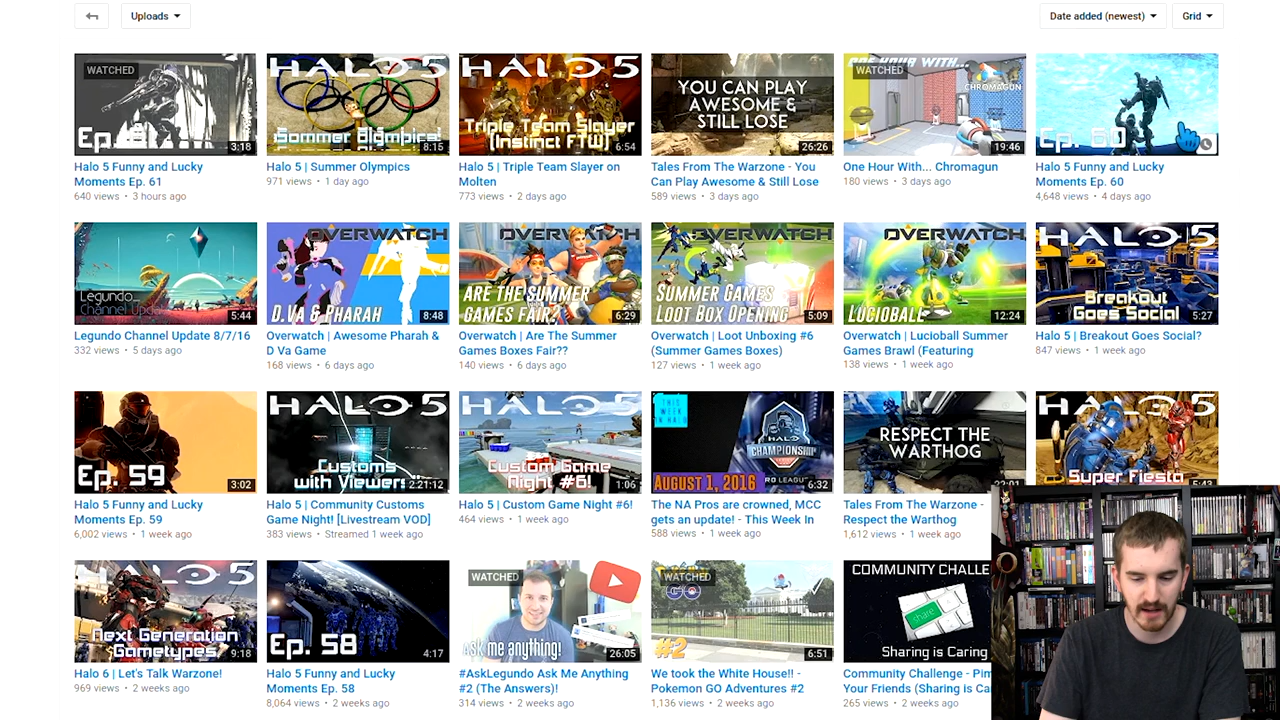 Uploads
Date added (newest)
Grid
WATCHED
Ep.
3:18
HALO 5
Sommer Olympics!
8:15
HALO 5
Triple Team Slayer
(Instinct FTW)
6:54
YOU CAN PLAY
AWESOME &
STILL LOSE
26:26
ONE HOUR WITH...
WATCHED
CHROMAGUN
19:46
Ep. 60
Halo 5 Funny and Lucky
Moments Ep. 61
640 views • 3 hours ago
Halo 5 | Summer Olympics
971 views • 1 day ago
Halo 5 | Triple Team Slayer on
Molten
773 views • 2 days ago
Tales From The Warzone - You
Can Play Awesome & Still Lose
589 views • 3 days ago
One Hour With... Chromagun
180 views • 3 days ago
Halo 5 Funny and Lucky
Moments Ep. 60
4,648 views • 4 days ago
Legundo
Channel Upda
5:44
OVERWATCH
D.VA & PHARAH
8:48
OVERWATCH
ARE THE SUMMER
GAMES FAIR?
6:29
OVERWATCH
SUMMER GAMES
LOOT BOX OPENING
5:09
OVERWATCH
LUCIOBALL
12:24
HALO 5
Breakout
Goes Social
5:27
Legundo Channel Update 8/7/16
332 views • 5 days ago
Overwatch | Awesome Pharah &
D Va Game
168 views • 6 days ago
Overwatch | Are The Summer
Games Boxes Fair??
140 views • 6 days ago
Overwatch | Loot Unboxing #6
(Summer Games Boxes)
127 views • 1 week ago
Overwatch | Lucioball Summer
Games Brawl (Featuring
138 views • 1 week ago
Halo 5 | Breakout Goes Social?
847 views • 1 week ago
Ep. 59
3:02
HALO 5
Customs
with Viewers
2:21:12
HALO 5
Custom Game
Night #6!
1:06
THIS
WEEK
IN HALO
HALO
CHAMPIONSHIP
PRO LEAGUE
AUGUST 1, 2016
6:32
RESPECT THE
WARTHOG
22:01
HALO 5
Super Fiesta
5:43
Halo 5 Funny and Lucky
Moments Ep. 59
6,002 views • 1 week ago
Halo 5 | Community Customs
Game Night! [Livestream VOD]
383 views • Streamed 1 week ago
Halo 5 | Custom Game Night #6!
464 views • 1 week ago
The NA Pros are crowned, MCC
gets an update! - This Week In
588 views • 1 week ago
Tales From The Warzone -
Respect the Warthog
1,612 views • 1 week ago
HALO 5
Next Generation
Gametypes
9:18
Ep. 58
4:17
WATCHED
Ask me anything!
26:05
WATCHED
#2
6:51
COMMUNITY CHALLE
share
Sharing is Caring
Halo 6 | Let's Talk Warzone!
969 views • 2 weeks ago
Halo 5 Funny and Lucky
Moments Ep. 58
8,064 views • 2 weeks ago
#AskLegundo Ask Me Anything
#2 (The Answers)!
314 views • 2 weeks ago
We took the White House!! -
Pokemon GO Adventures #2
1,136 views • 2 weeks ago
Community Challenge - Pim
Your Friends (Sharing is Ca
265 views • 2 weeks ago